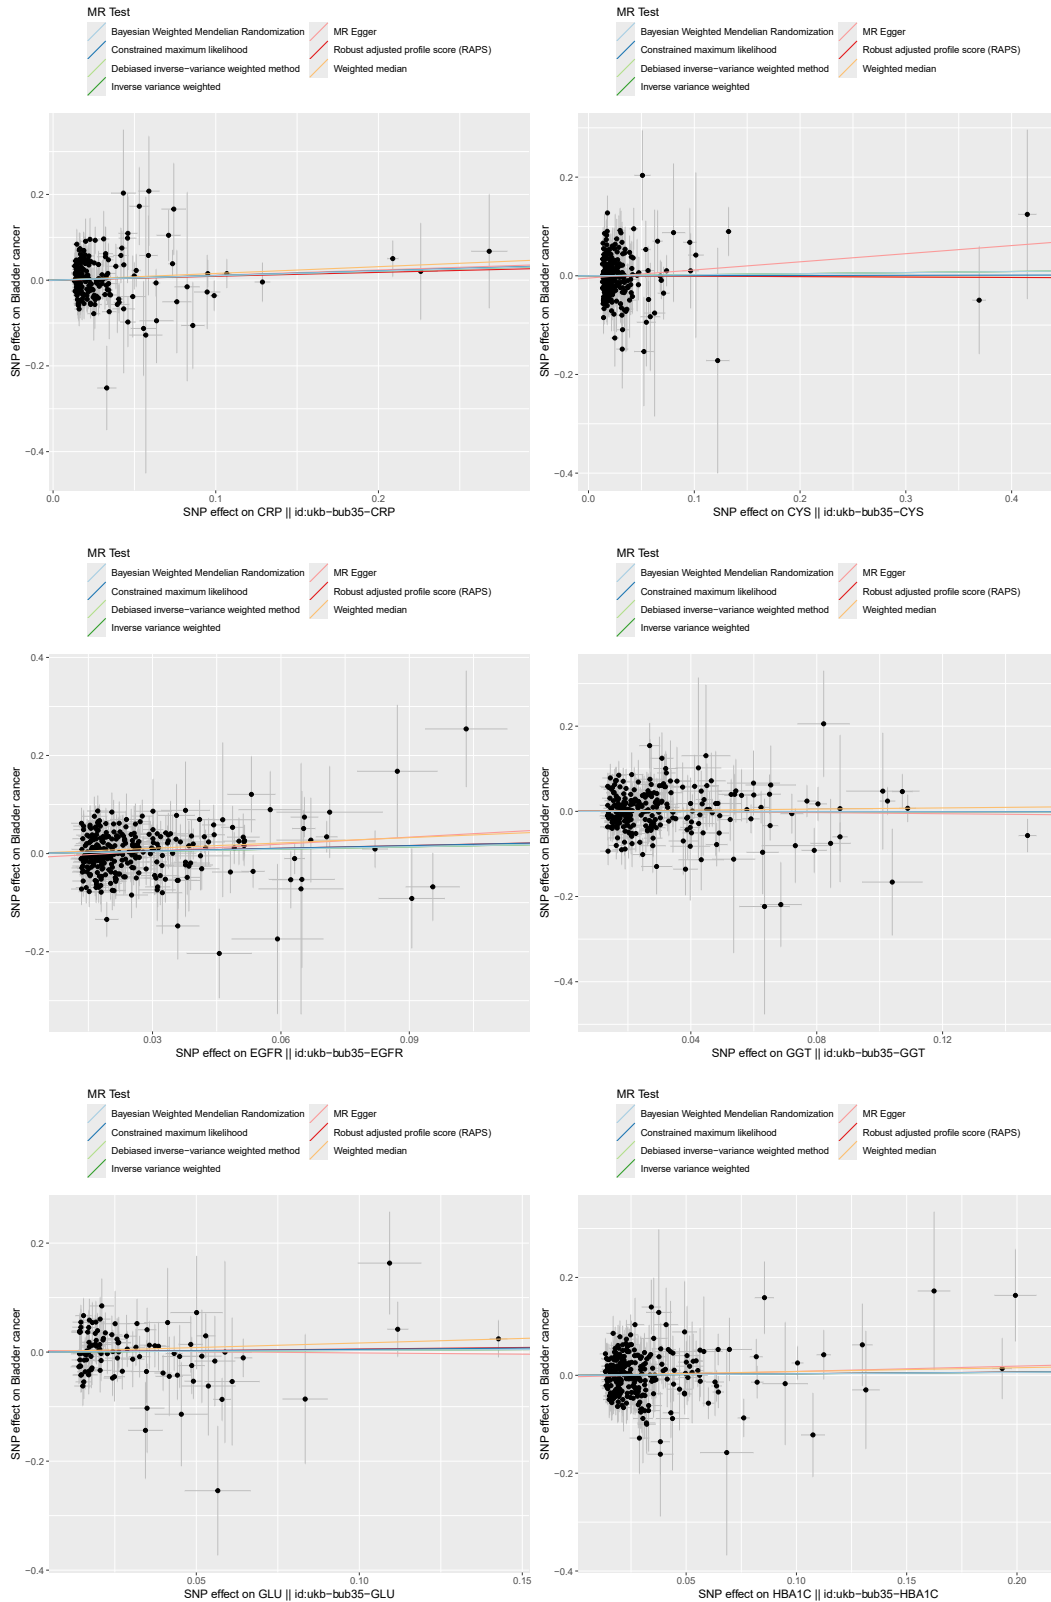 MR Test
Bayesian Weighted Mendelian Randomization
MR Egger
Constrained maximum likelihood
Robust adjusted profile score (RAPS)
Debiased inverse−variance weighted method
Weighted median
Inverse variance weighted
SNP effect on Bladder cancer
0.2
0.0
−0.2
−0.4
0.0
0.1
0.2
SNP effect on CRP || id:ukb−bub35−CRP
MR Test
Bayesian Weighted Mendelian Randomization
MR Egger
Constrained maximum likelihood
Robust adjusted profile score (RAPS)
Debiased inverse−variance weighted method
Weighted median
Inverse variance weighted
SNP effect on Bladder cancer
0.2
0.0
−0.2
−0.4
0.0
0.1
0.2
0.3
0.4
SNP effect on CYS || id:ukb−bub35−CYS
MR Test
Bayesian Weighted Mendelian Randomization
MR Egger
Constrained maximum likelihood
Robust adjusted profile score (RAPS)
Debiased inverse−variance weighted method
Weighted median
Inverse variance weighted
SNP effect on Bladder cancer
0.4
0.2
0.0
−0.2
0.03
0.06
0.09
SNP effect on EGFR || id:ukb−bub35−EGFR
MR Test
Bayesian Weighted Mendelian Randomization
MR Egger
Constrained maximum likelihood
Robust adjusted profile score (RAPS)
Debiased inverse−variance weighted method
Weighted median
Inverse variance weighted
SNP effect on Bladder cancer
0.2
0.0
−0.2
−0.4
0.04
0.08
0.12
SNP effect on GGT || id:ukb−bub35−GGT
MR Test
Bayesian Weighted Mendelian Randomization
MR Egger
Constrained maximum likelihood
Robust adjusted profile score (RAPS)
Debiased inverse−variance weighted method
Weighted median
Inverse variance weighted
SNP effect on Bladder cancer
0.2
0.0
−0.2
−0.4
0.05
0.10
0.15
SNP effect on GLU || id:ukb−bub35−GLU
MR Test
Bayesian Weighted Mendelian Randomization
MR Egger
Constrained maximum likelihood
Robust adjusted profile score (RAPS)
Debiased inverse−variance weighted method
Weighted median
Inverse variance weighted
SNP effect on Bladder cancer
0.2
0.0
−0.2
−0.4
0.05
0.10
0.15
0.20
SNP effect on HBA1C || id:ukb−bub35−HBA1C